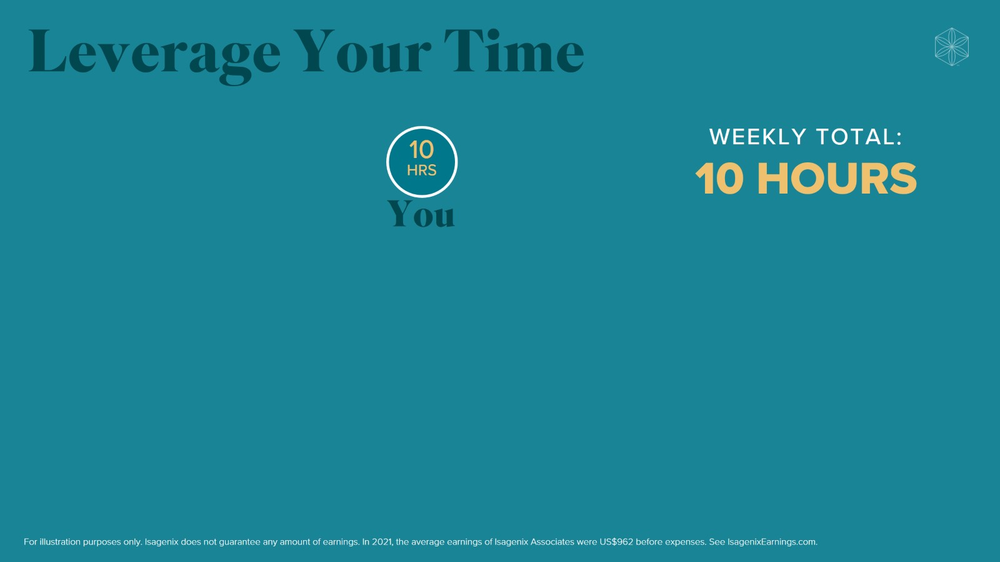 Leverage Your Time
10
HRS
You
WEEKLY TOTAL:
10 HOURS
For illustration purposes only. Isagenix does not guarantee any amount of earnings. In 2021, the average earnings of Isagenix Associates were US$962 before expenses. See IsagenixEarnings.com.